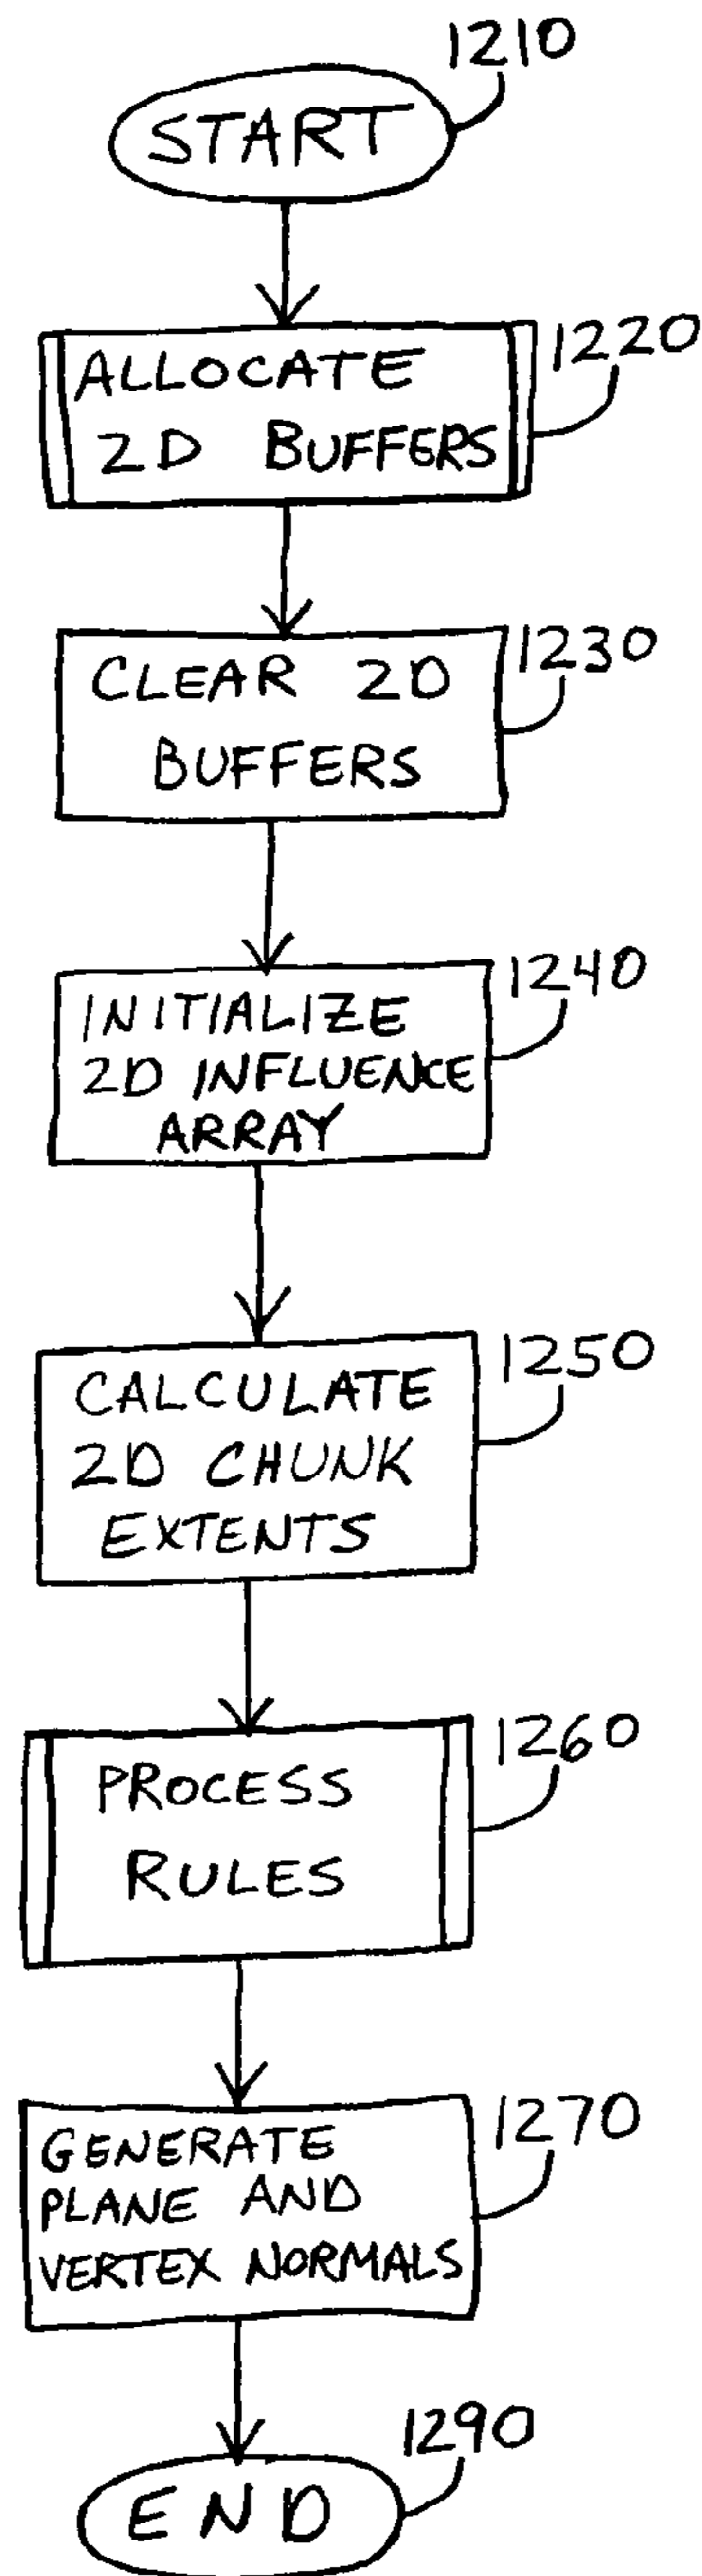 1210
START
1220
ALLOCATE
2D BUFFERS
1230
CLEAR 2D
BUFFERS
1240
INITIALIZE
2D INFLUENCE
ARRAY
1250
CALCULATE
2D CHUNK
EXTENTS
1260
PROCESS
RULES
1270
GENERATE
PLANE AND
VERTEX NORMALS
1290
END